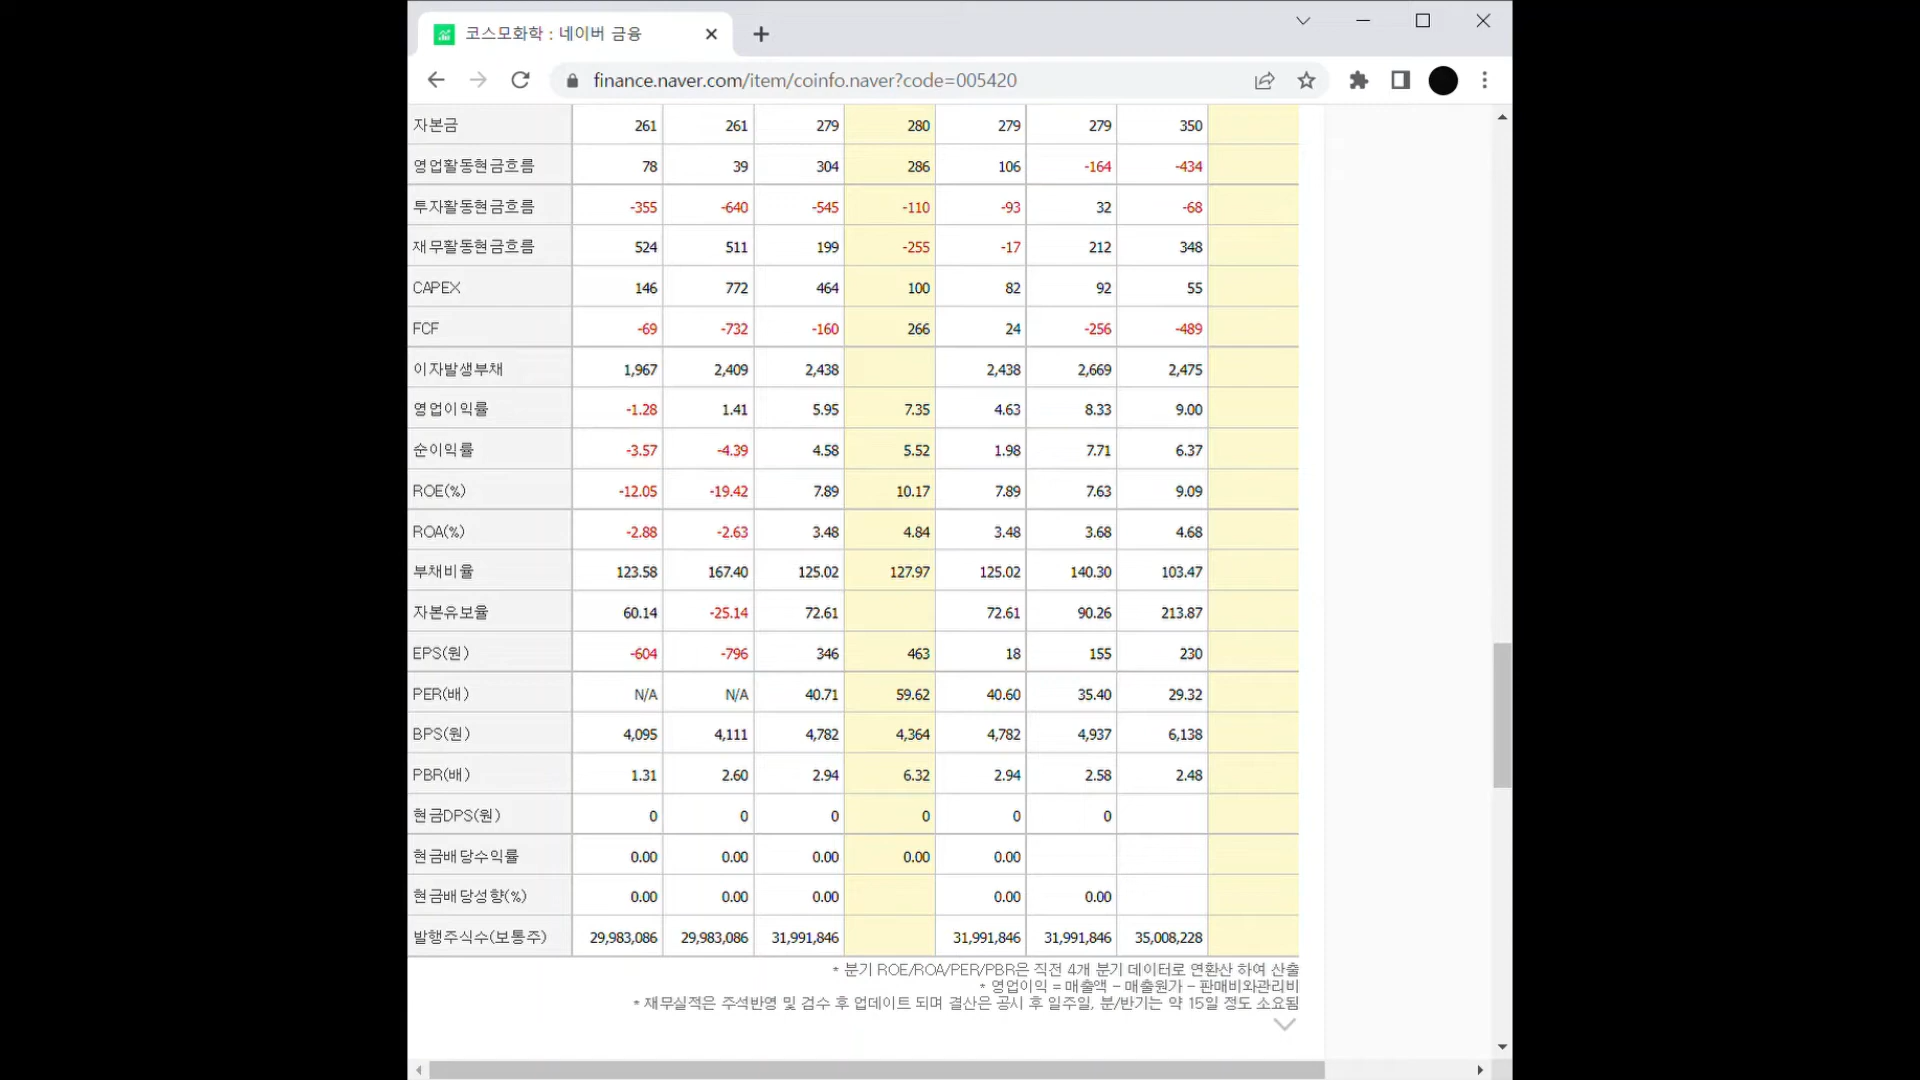 코스모화학 : 네이버 금융
finance.naver.com/item/coinfo.naver?code=005420
자본금 261 261 279 280 279 279 350
영업활동현금흐름 78 39 304 286 106 -164 -434
투자활동현금흐름 -355 -640 -545 -110 -93 32 -68
재무활동현금흐름 524 511 199 -255 -17 212 348
CAPEX 146 772 464 100 82 92 55
FCF -69 -732 -160 266 24 -256 -489
이자발생부채 1,967 2,409 2,438 2,438 2,669 2,475
영업이익률 -1.28 1.41 5.95 7.35 4.63 8.33 9.00
순이익률 -3.57 -4.39 4.58 5.52 1.98 7.71 6.37
ROE(%) -12.05 -19.42 7.89 10.17 7.89 7.63 9.09
ROA(%) -2.88 -2.63 3.48 4.84 3.48 3.68 4.68
부채비율 123.58 167.40 125.02 127.97 125.02 140.30 103.47
자본유보율 60.14 -25.14 72.61 72.61 90.26 213.87
EPS(원) -604 -796 346 463 18 155 230
PER(배) N/A N/A 40.71 59.62 40.60 35.40 29.32
BPS(원) 4,095 4,111 4,782 4,364 4,782 4,937 6,138
PBR(배) 1.31 2.60 2.94 6.32 2.94 2.58 2.48
현금DPS(원) 0 0 0 0 0 0
현금배당수익률 0.00 0.00 0.00 0.00 0.00
현금배당성향(%) 0.00 0.00 0.00 0.00 0.00
발행주식수(보통주) 29,983,086 29,983,086 31,991,846 31,991,846 31,991,846 35,008,228
* 분기 ROE/ROA/PER/PBR은 직전 4개 분기 데이터로 연환산 하여 산출
* 영업이익 = 매출액 - 매출원가 - 판매비와관리비
* 재무실적은 주석반영 및 검수 후 업데이트 되며 결산은 공시 후 일주일, 분/반기는 약 15일 정도 소요됨